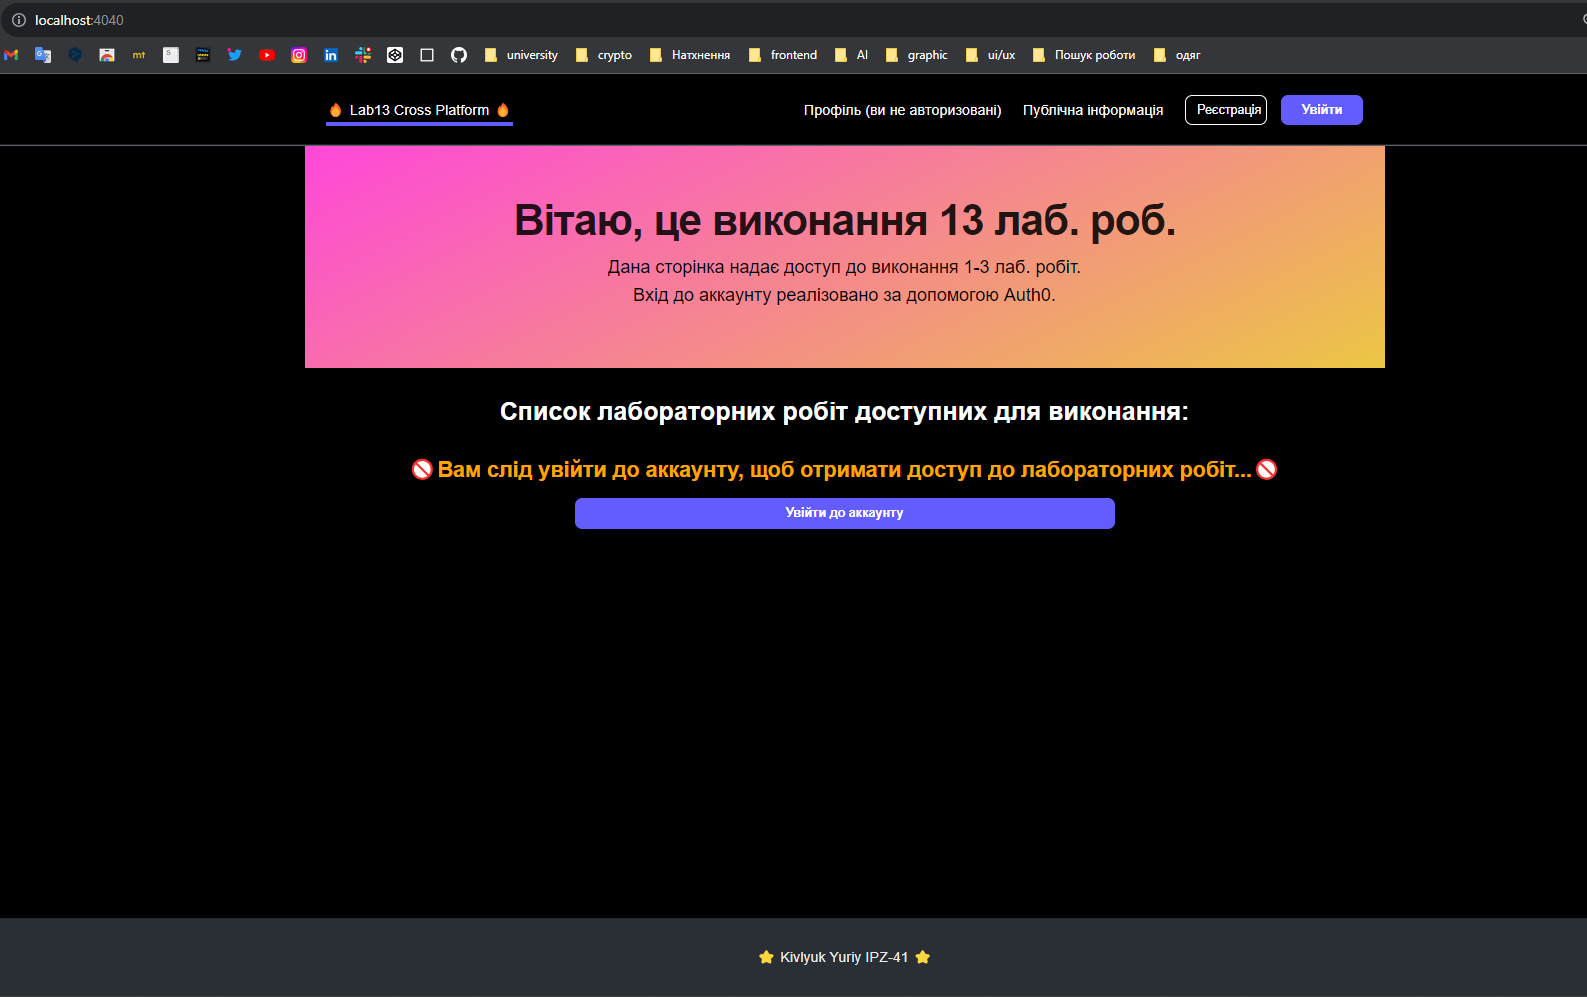 localhost:4040
mt university crypto Натхнення frontend AI graphic ui/ux Пошук роботи одяг
Lab13 Cross Platform Профіль (ви не авторизовані) Публічна інформація Реєстрація Увійти
Вітаю, це виконання 13 лаб. роб.
Дана сторінка надає доступ до виконання 1-3 лаб. робіт.
Вхід до аккаунту реалізовано за допомогою Auth0.
Список лабораторних робіт доступних для виконання:
Вам слід увійти до аккаунту, щоб отримати доступ до лабораторних робіт...
Увійти до аккаунту
Kivlyuk Yuriy IPZ-41